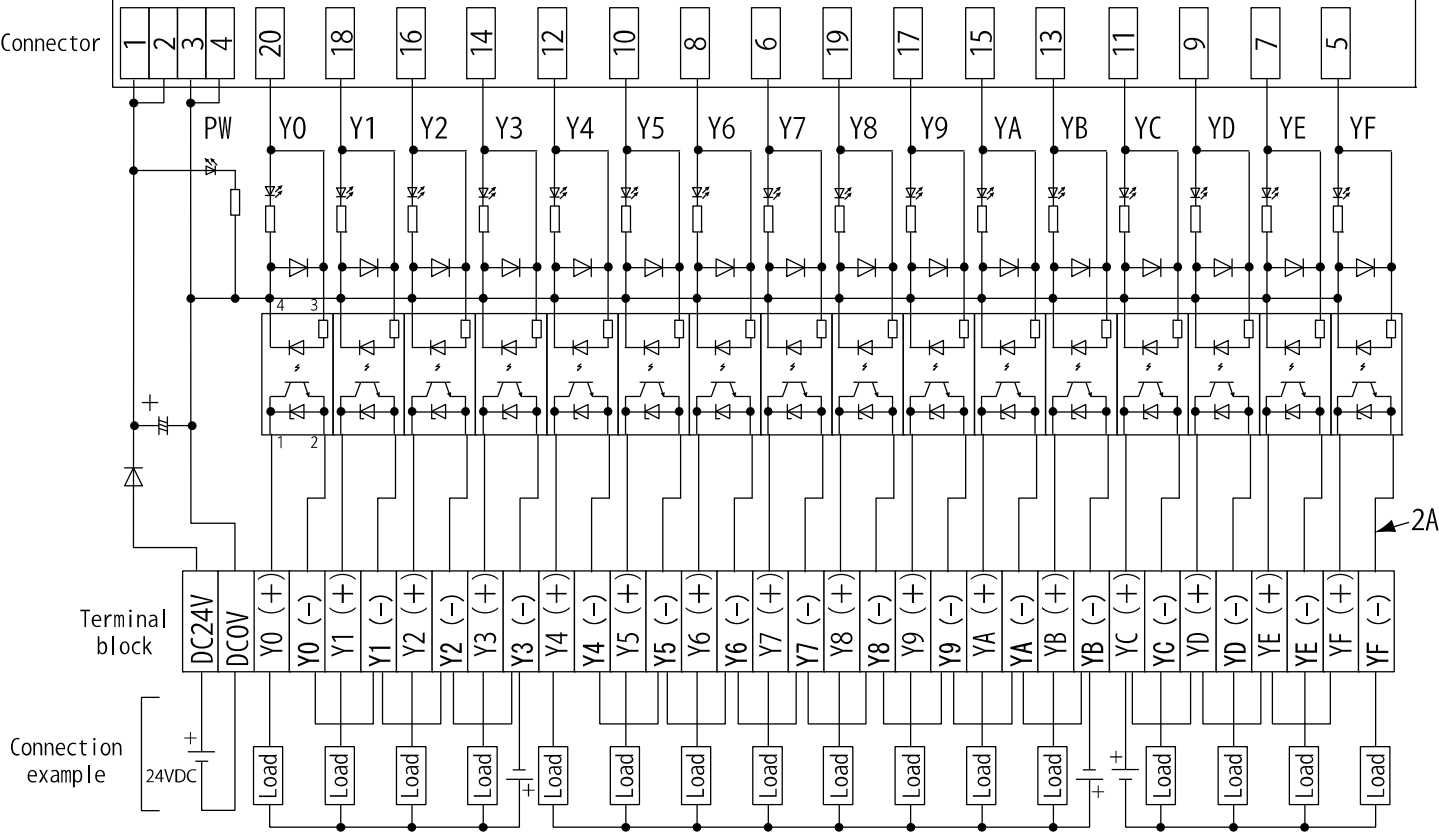 Connector 1 2 3 4 20 18 16 14 12 10 8 6 19 17 15 13 11 9 7 5
PW Y0 Y1 Y2 Y3 Y4 Y5 Y6 Y7 Y8 Y9 YA YB YC YD YE YF
4 3
+
1 2
2A
Terminal
block
DC24V DC0V Y0 (+) Y0 (-) Y1 (+) Y1 (-) Y2 (+) Y2 (-) Y3 (+) Y3 (-) Y4 (+) Y4 (-) Y5 (+) Y5 (-) Y6 (+) Y6 (-) Y7 (+) Y7 (-) Y8 (+) Y8 (-) Y9 (+) Y9 (-) YA (+) YA (-) YB (+) YB (-) YC (+) YC (-) YD (+) YD (-) YE (+) YE (-) YF (+) YF (-)
Connection
example
+
24VDC
Load Load Load Load + Load Load Load Load Load Load Load Load + + Load Load Load Load